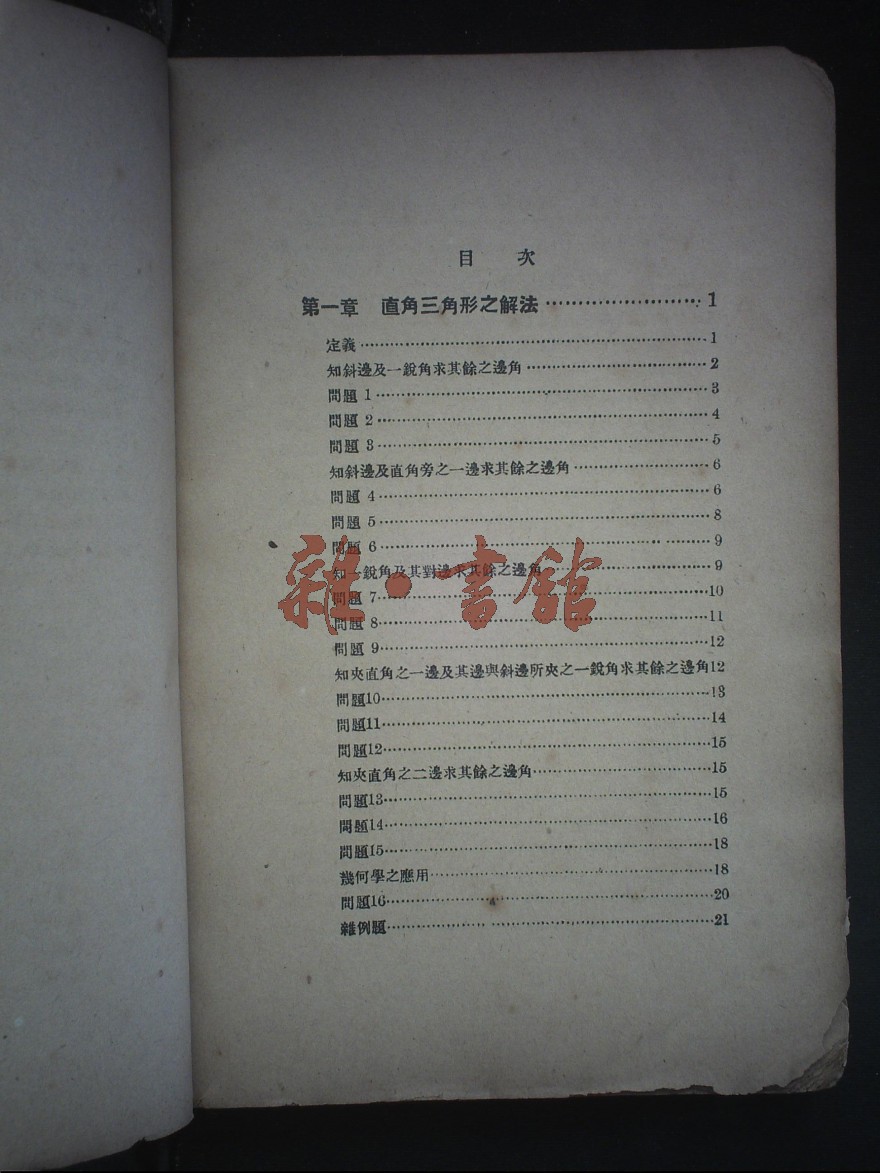 目 次
第一章 直角三角形之解法……………………1
定義……………………1
知斜邊及一銳角求其餘之邊角……………………2
問題 1……………………3
問題 2……………………4
問題 3……………………5
知斜邊及直角旁之一邊求其餘之邊角……………………6
問題 4……………………6
問題 5……………………8
問題 6……………………9
知一銳角及其對邊求其餘之邊角……………………9
問題 7……………………10
問題 8……………………11
問題 9……………………12
知夾直角之一邊及其邊與斜邊所夾之一銳角求其餘之邊角12
問題10……………………13
問題11……………………14
問題12……………………15
知夾直角之二邊求其餘之邊角……………………15
問題13……………………15
問題14……………………16
問題15……………………18
幾何學之應用……………………18
問題16……………………20
雜例題……………………21
雜·書館